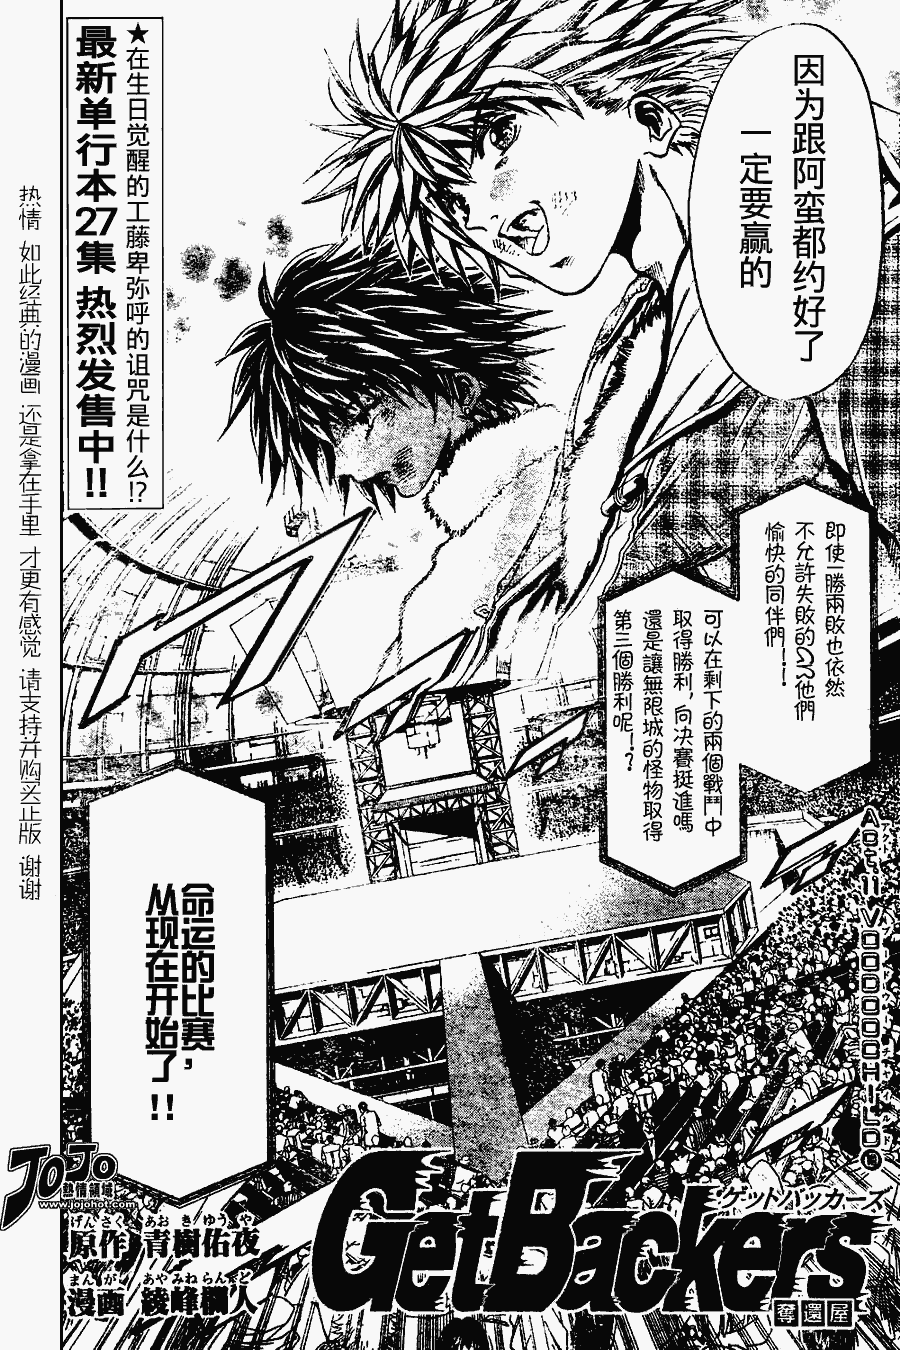 因为跟阿蛮都约好了
一定要赢的
★在生日觉醒的工藤卑弥呼的诅咒是什么!?
最新单行本27集 热烈发售中!!
热情 如此经典的漫画 还是拿在手里 才更有感觉 请支持并购买正版 谢谢
即使一勝兩敗也依然
不允許失敗的GB他們
愉快的同伴們！！
可以在剩下的兩個戰鬥中
取得勝利，向決賽挺進嗎
還是讓無限城的怪物取得
第三個勝利呢！？
命运的比赛，
从现在开始了!!
JOJO
熱情領域
www.jojohot.com
げんさく あおきゆうや
原作 青樹佑夜
まんが あやみねらんど
漫画 綾峰欄人
ゲットバッカーズ
GetBackers
奪還屋